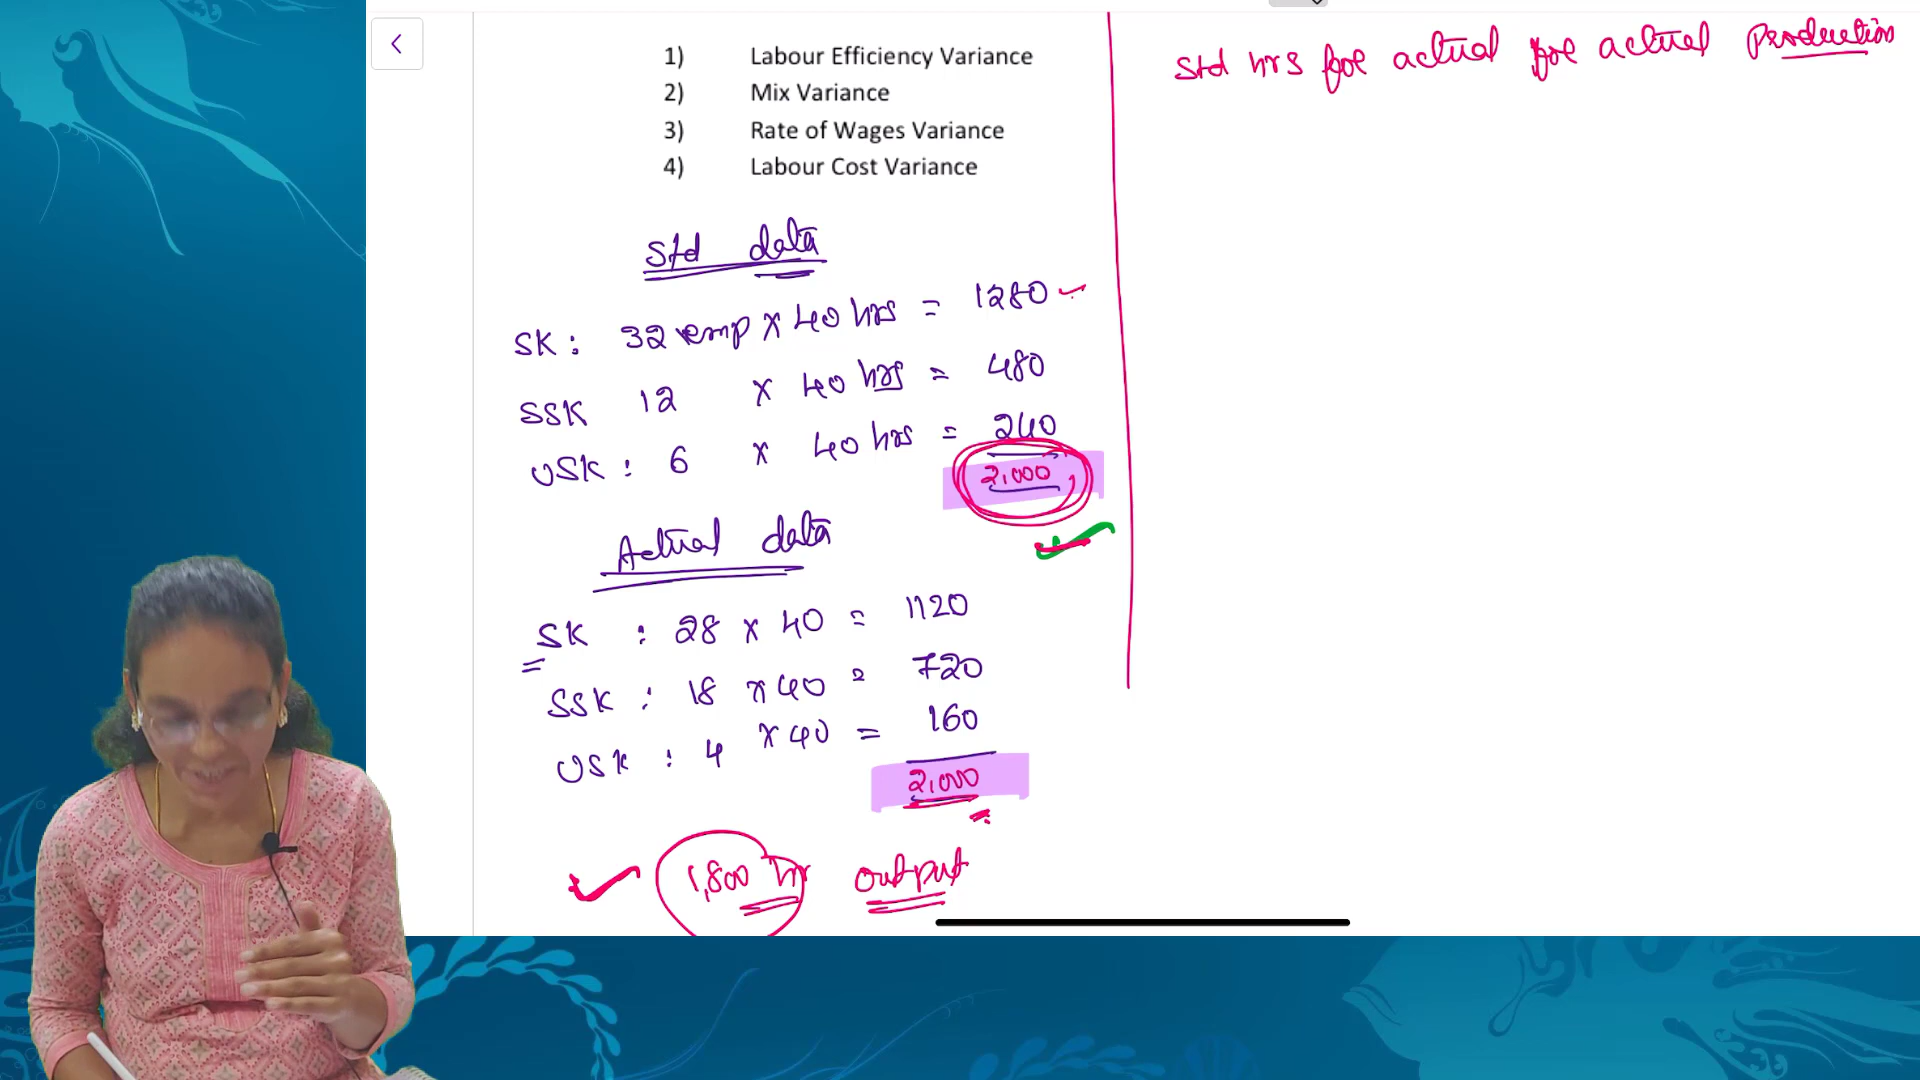 1) Labour Efficiency Variance
2) Mix Variance
3) Rate of Wages Variance
4) Labour Cost Variance
Std data
SK : 32 emp x 40 hrs = 1280
SSK 12 x 40 hrs = 480
USK : 6 x 40 hrs = 240
2,000
Actual data
SK : 28 x 40 = 1120
SSK : 18 x 40 = 720
USK : 4 x 40 = 160
2,000
1,800 hr output
Std hrs for actual for actual Production